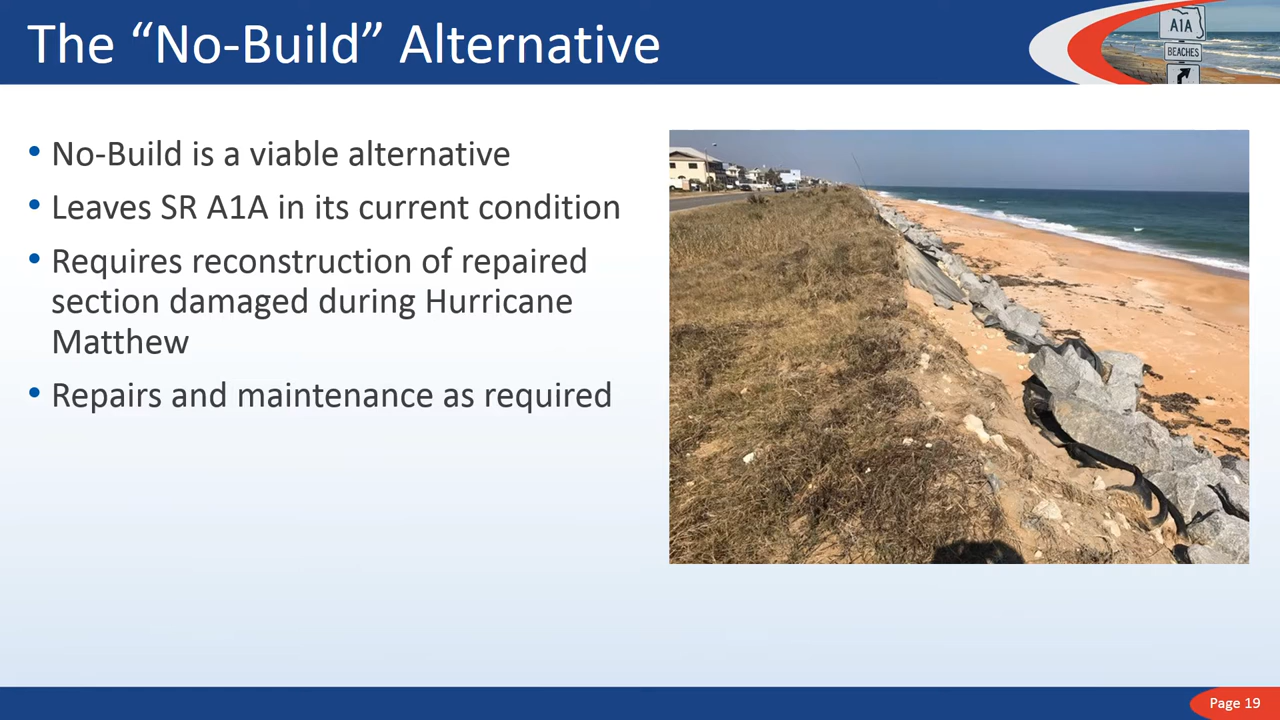 The “No-Build” Alternative
A1A
BEACHES
• No-Build is a viable alternative
• Leaves SR A1A in its current condition
• Requires reconstruction of repaired
section damaged during Hurricane
Matthew
• Repairs and maintenance as required
Page 19